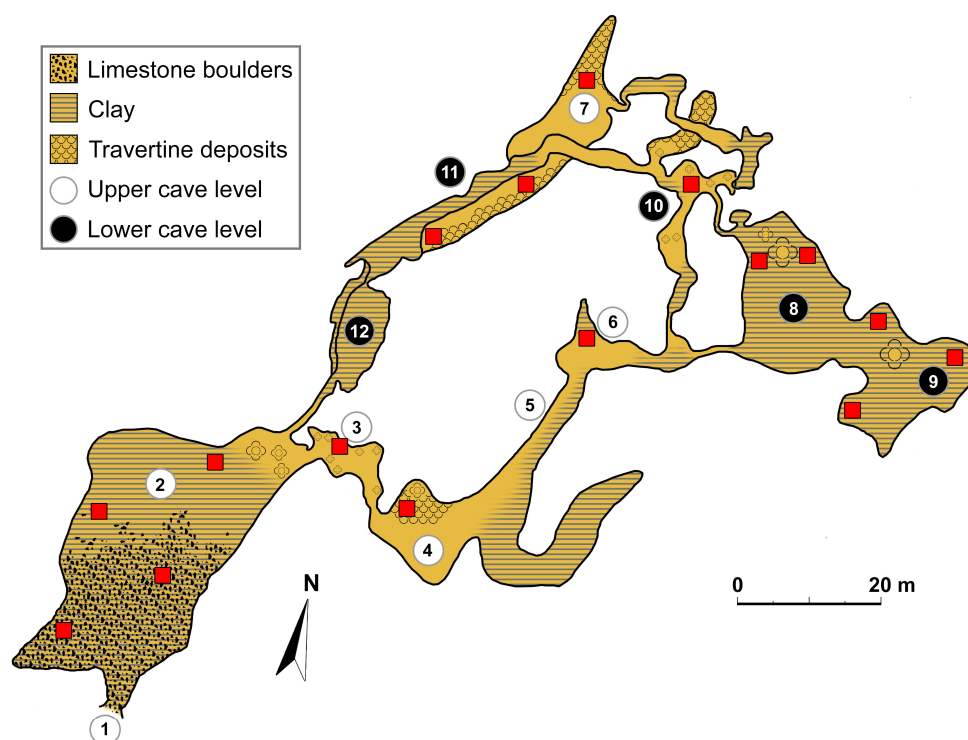 Limestone boulders
Clay
Travertine deposits
Upper cave level
Lower cave level
7
11
10
8
6
12
9
5
3
2
4
N
0 20 m
1